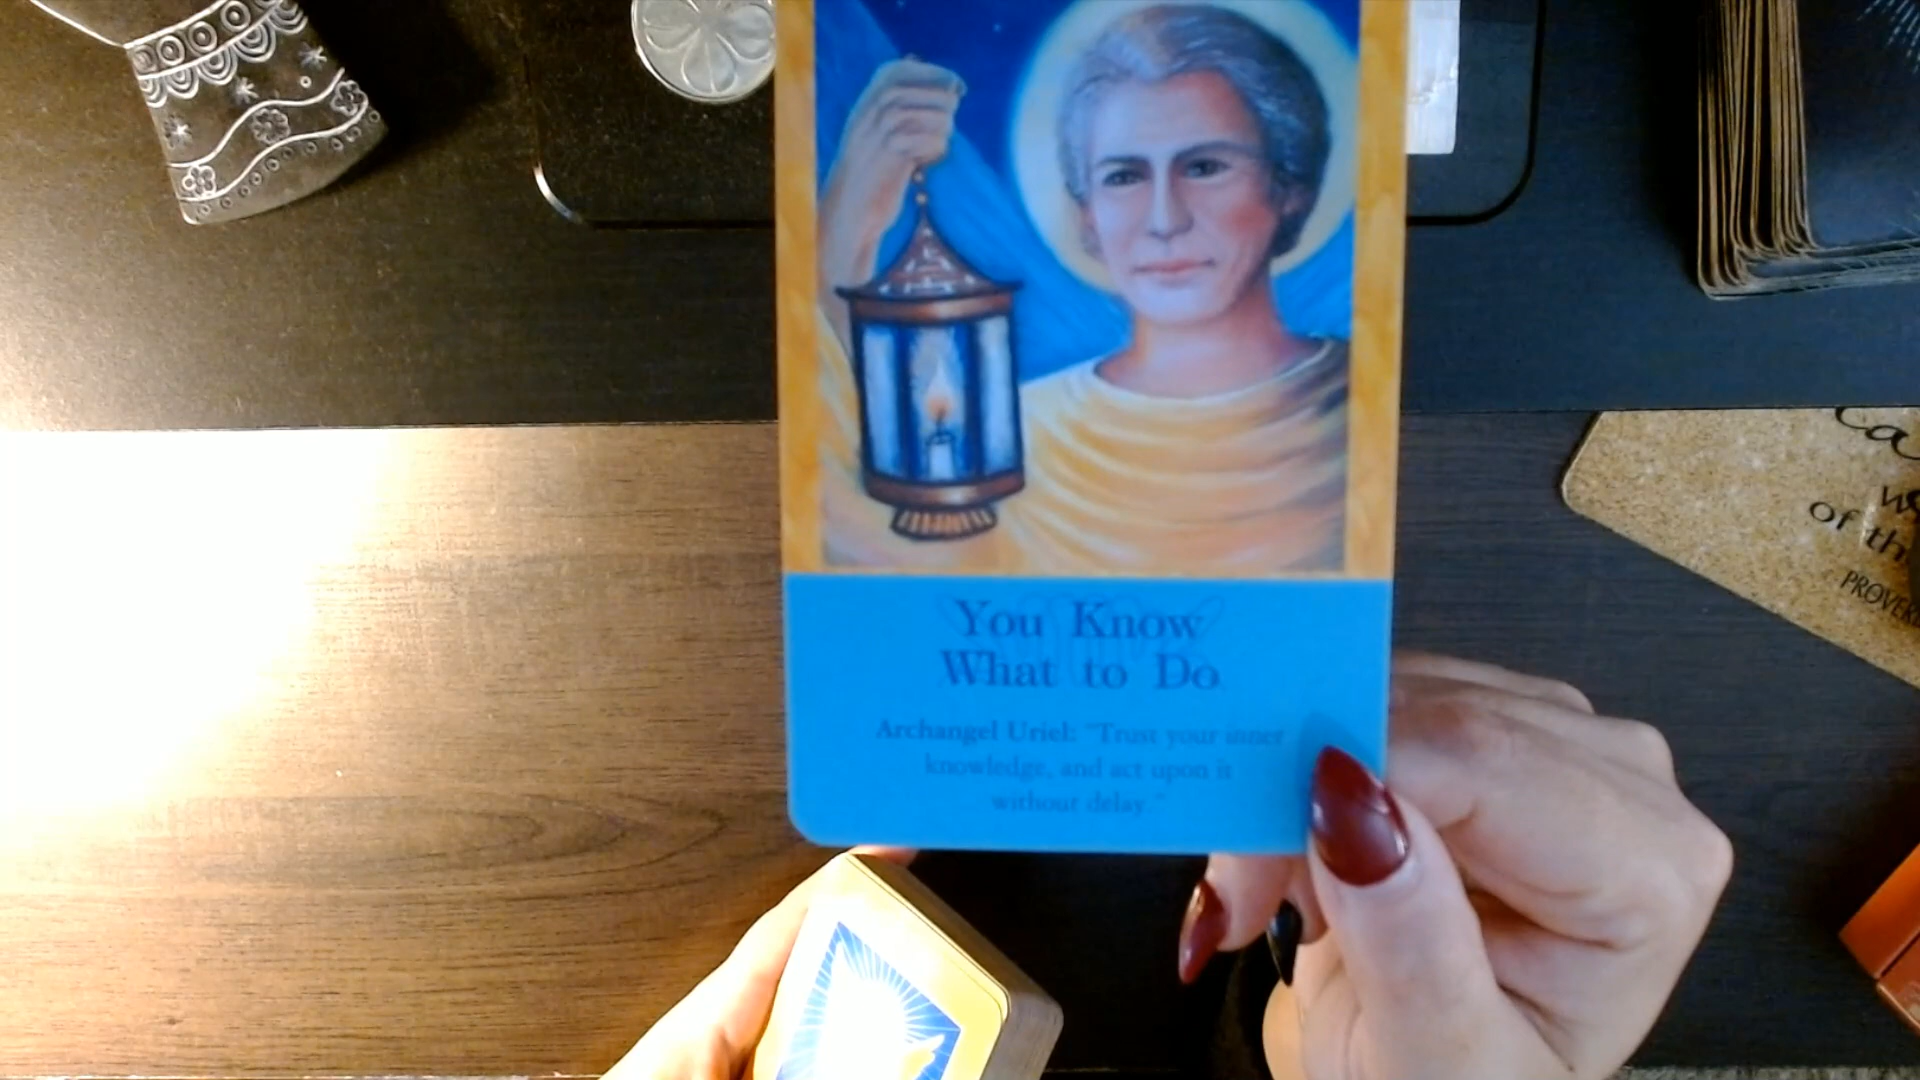 You Know
What to Do
Archangel Uriel: "Trust your inner
knowledge, and act upon it
without delay."
of th
PROVER